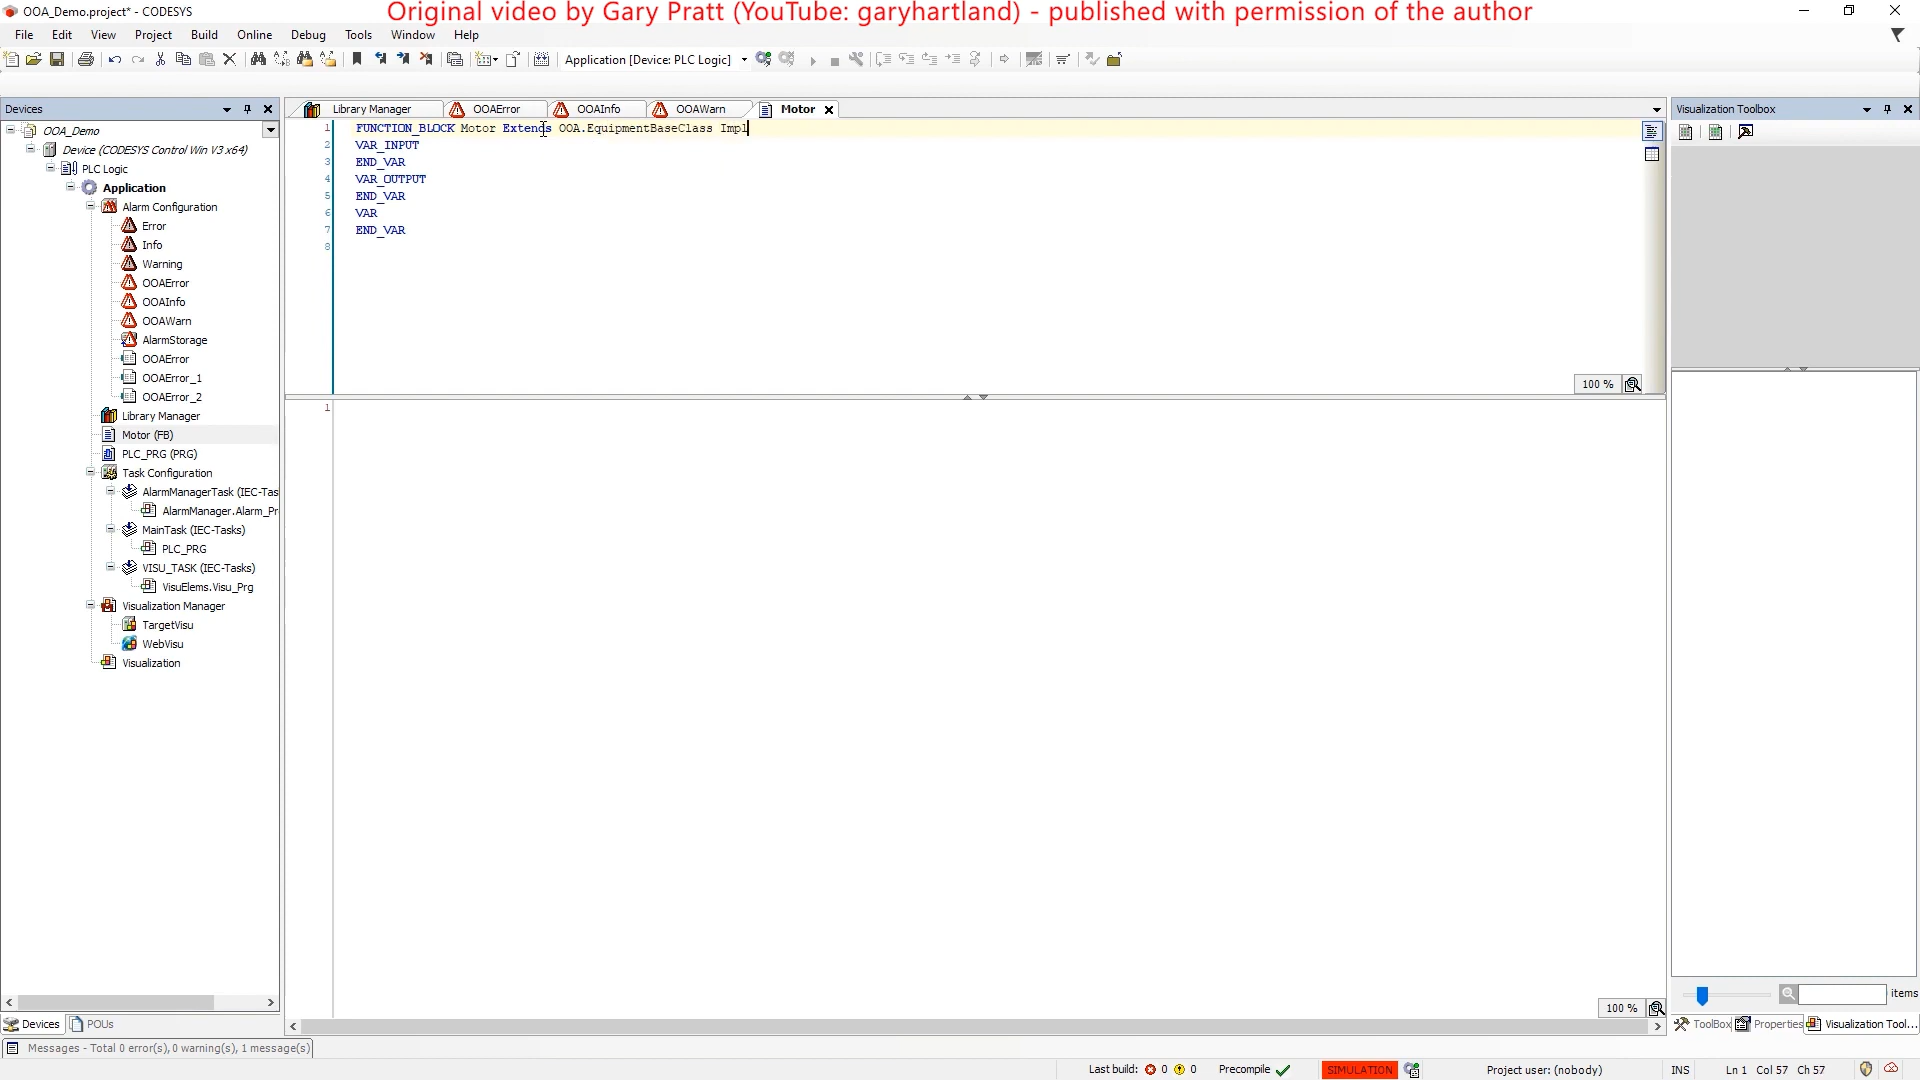 Original video by Gary Pratt (YouTube: garyhartland) - published with permission of the author
OOA_Demo.project* - CODESYS
File Edit View Project Build Online Debug Tools Window Help
Application [Device: PLC Logic]
Devices
OOA_Demo
Device (CODESYS Control Win V3 x64)
PLC Logic
Application
Alarm Configuration
Error
Info
Warning
OOAError
OOAInfo
OOAWarn
AlarmStorage
OOAError
OOAError_1
OOAError_2
Library Manager
Motor (FB)
PLC_PRG (PRG)
Task Configuration
AlarmManagerTask (IEC-Tas
AlarmManager.Alarm_Pr
MainTask (IEC-Tasks)
PLC_PRG
VISU_TASK (IEC-Tasks)
VisuElems.Visu_Prg
Visualization Manager
TargetVisu
WebVisu
Visualization
Devices POUs
Library Manager OOAError OOAInfo OOAWarn Motor
1 FUNCTION_BLOCK Motor Extends OOA.EquipmentBaseClass Impl
2 VAR_INPUT
3 END_VAR
4 VAR_OUTPUT
5 END_VAR
6 VAR
7 END_VAR
8
100 %
1
100 %
Visualization Toolbox
items
ToolBox Properties Visualization Tool...
Messages - Total 0 error(s), 0 warning(s), 1 message(s)
Last build: 0 0 Precompile SIMULATION Project user: (nobody) INS Ln 1 Col 57 Ch 57